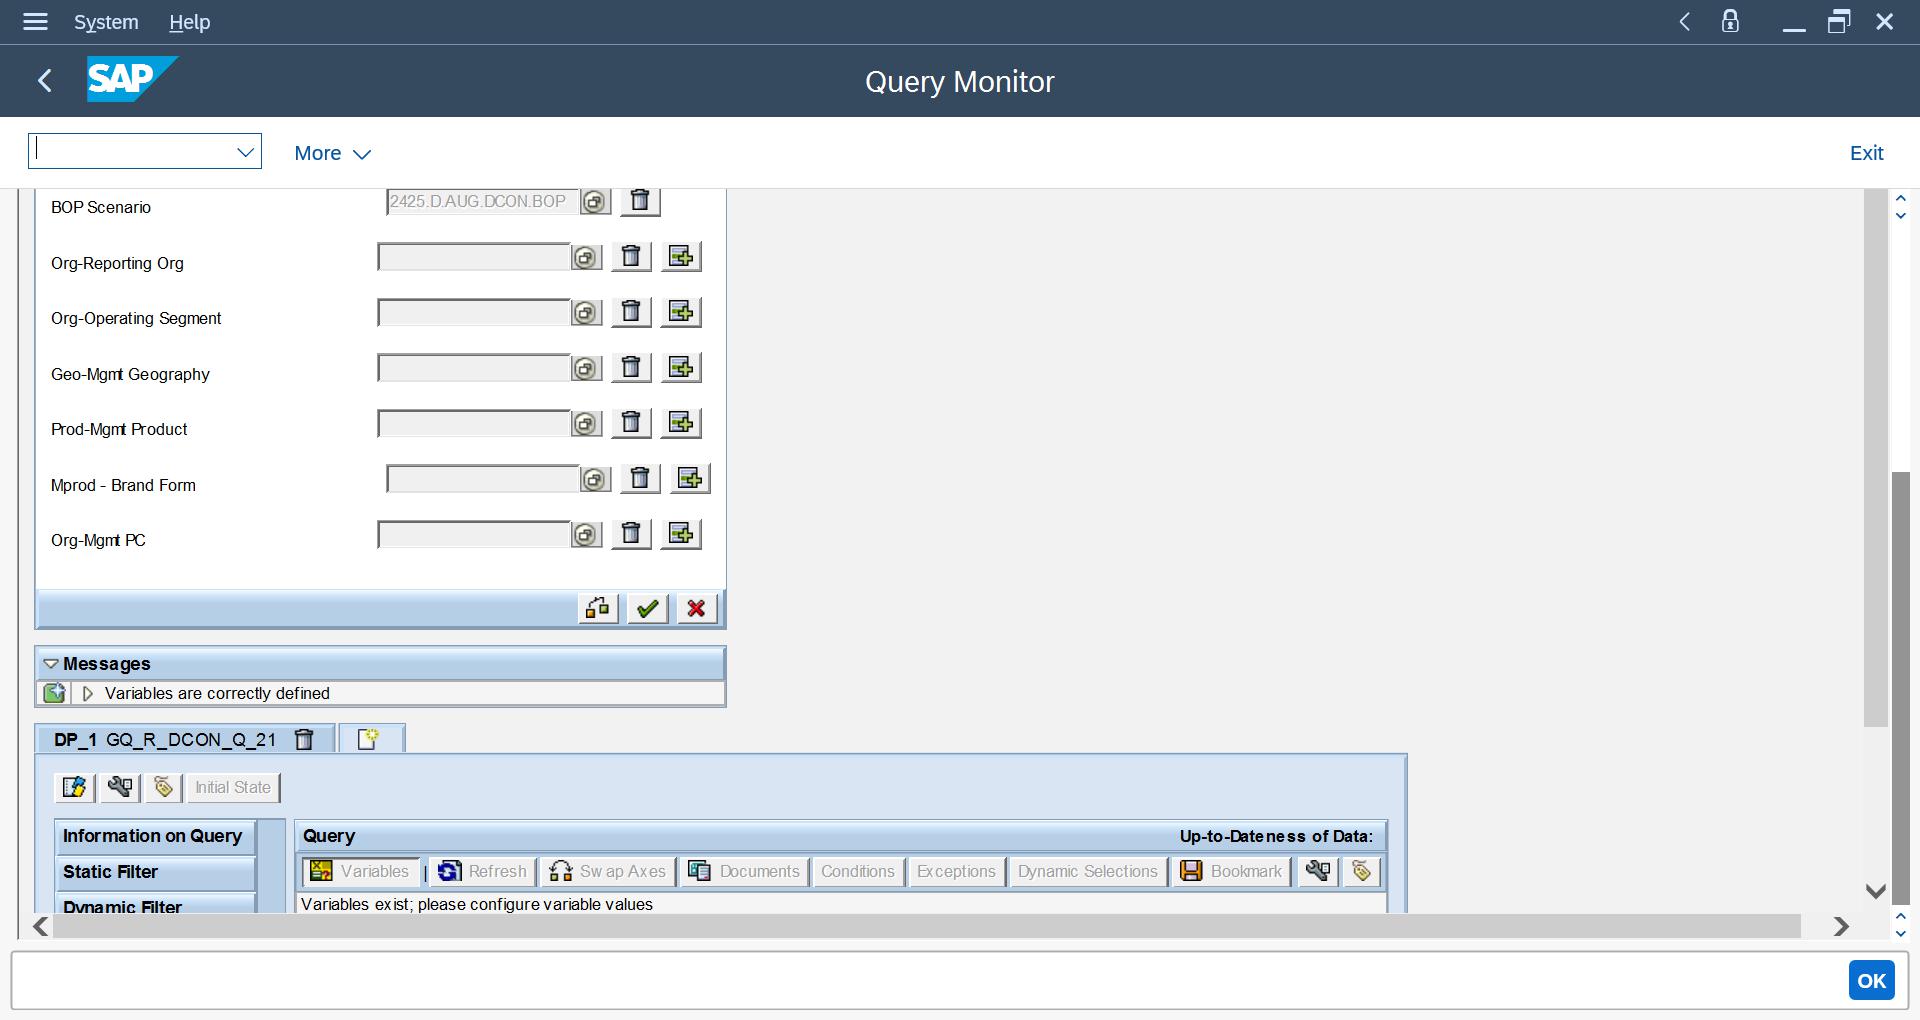 System Help
SAP
Query Monitor
More
Exit
BOP Scenario 2425.D.AUG.DCON.BOP
Org-Reporting Org
Org-Operating Segment
Geo-Mgmt Geography
Prod-Mgmt Product
Mprod - Brand Form
Org-Mgmt PC
Messages
Variables are correctly defined
DP_1 GQ_R_DCON_Q_21
Initial State
Information on Query
Static Filter
Dynamic Filter
Query Up-to-Dateness of Data:
Variables | Refresh Swap Axes Documents Conditions Exceptions Dynamic Selections Bookmark
Variables exist; please configure variable values
OK